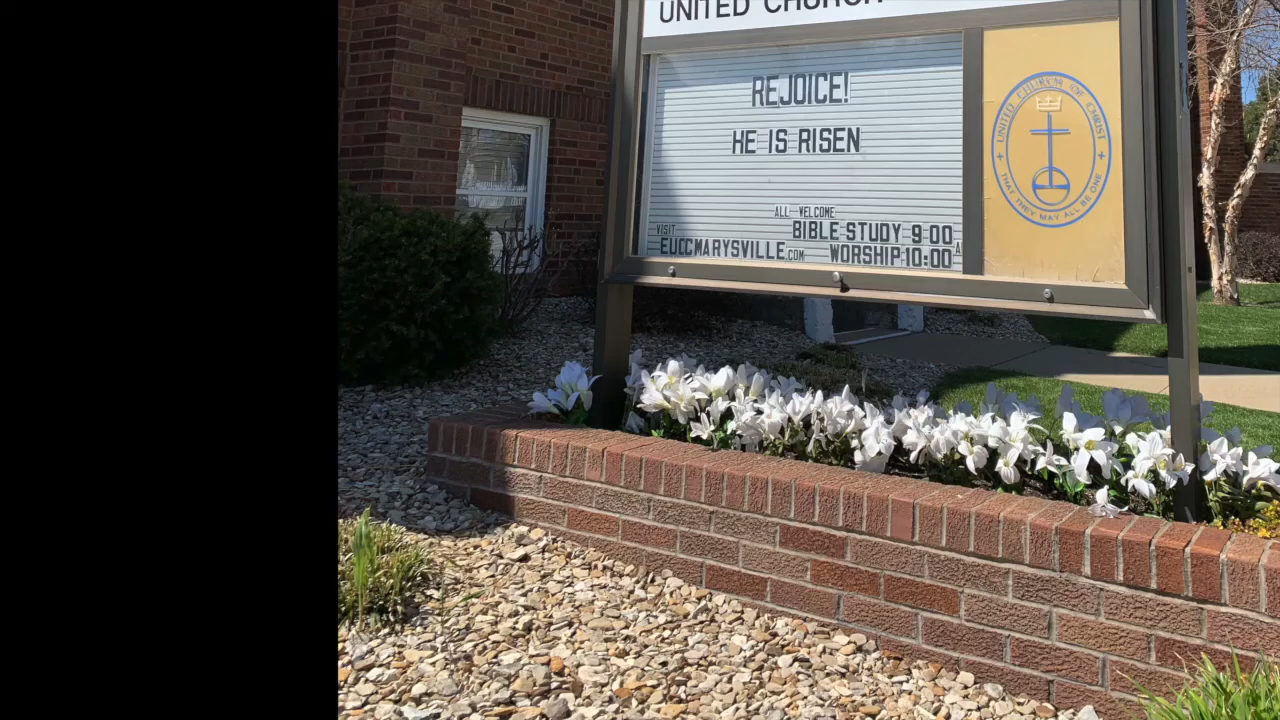 UNITED CHURCH
REJOICE!
HE IS RISEN
ALL WELCOME
VISIT
BIBLE STUDY 9:00
EUCCMARYSVILLE.COM
WORSHIP 10:00 A
UNITED CHURCH OF CHRIST
THAT THEY MAY ALL BE ONE